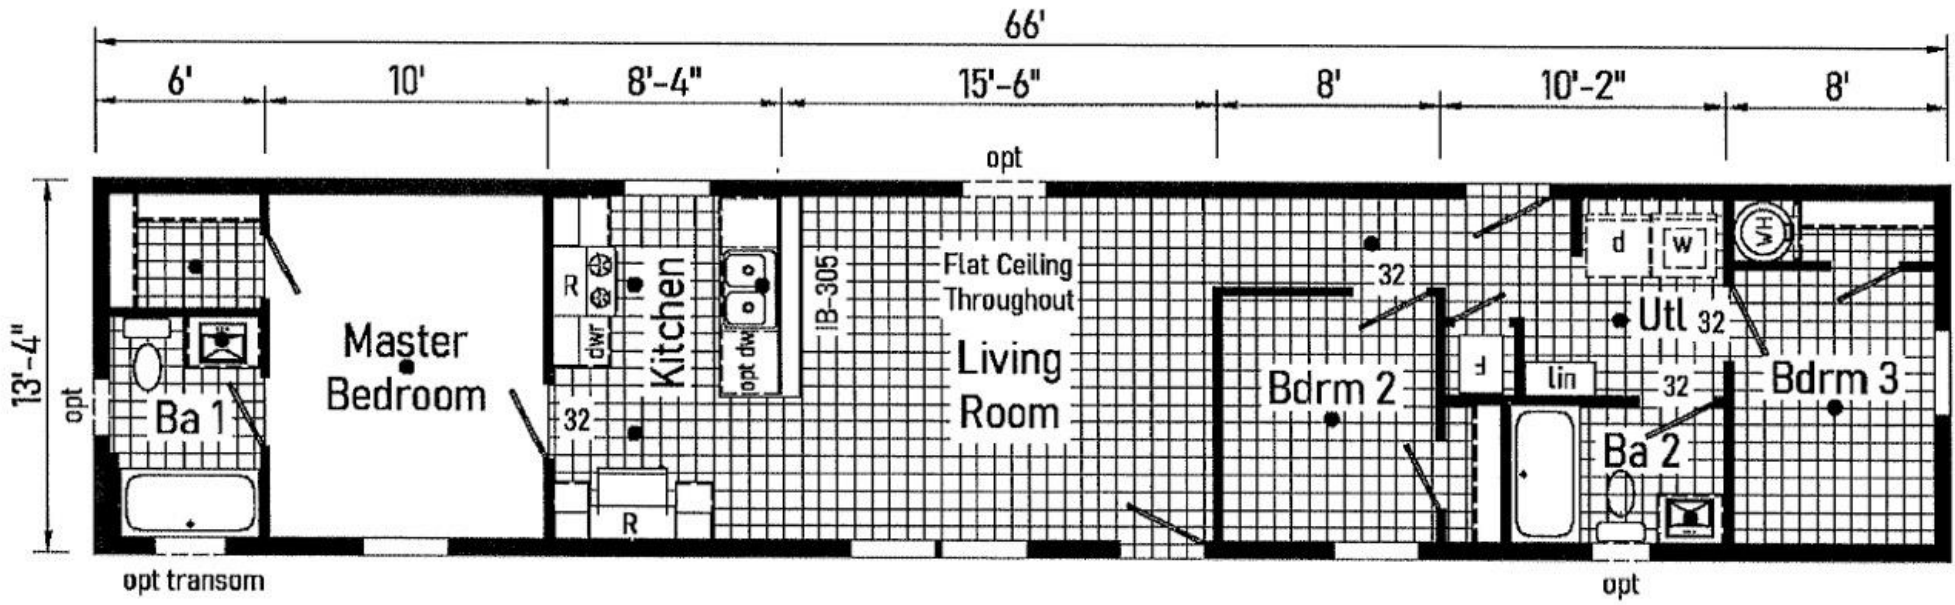 66'
6'
10'
8'-4"
15'-6"
8'
10'-2"
8'
opt
13'-4"
opt
R
dwr
Kitchen
opt dw
IB-305
Flat Ceiling
Throughout
Living
Room
Master
Bedroom
Ba 1
32
R
32
Bdrm 2
F
lin
d
w
Utl 32
32
WH
Bdrm 3
Ba 2
opt transom
opt